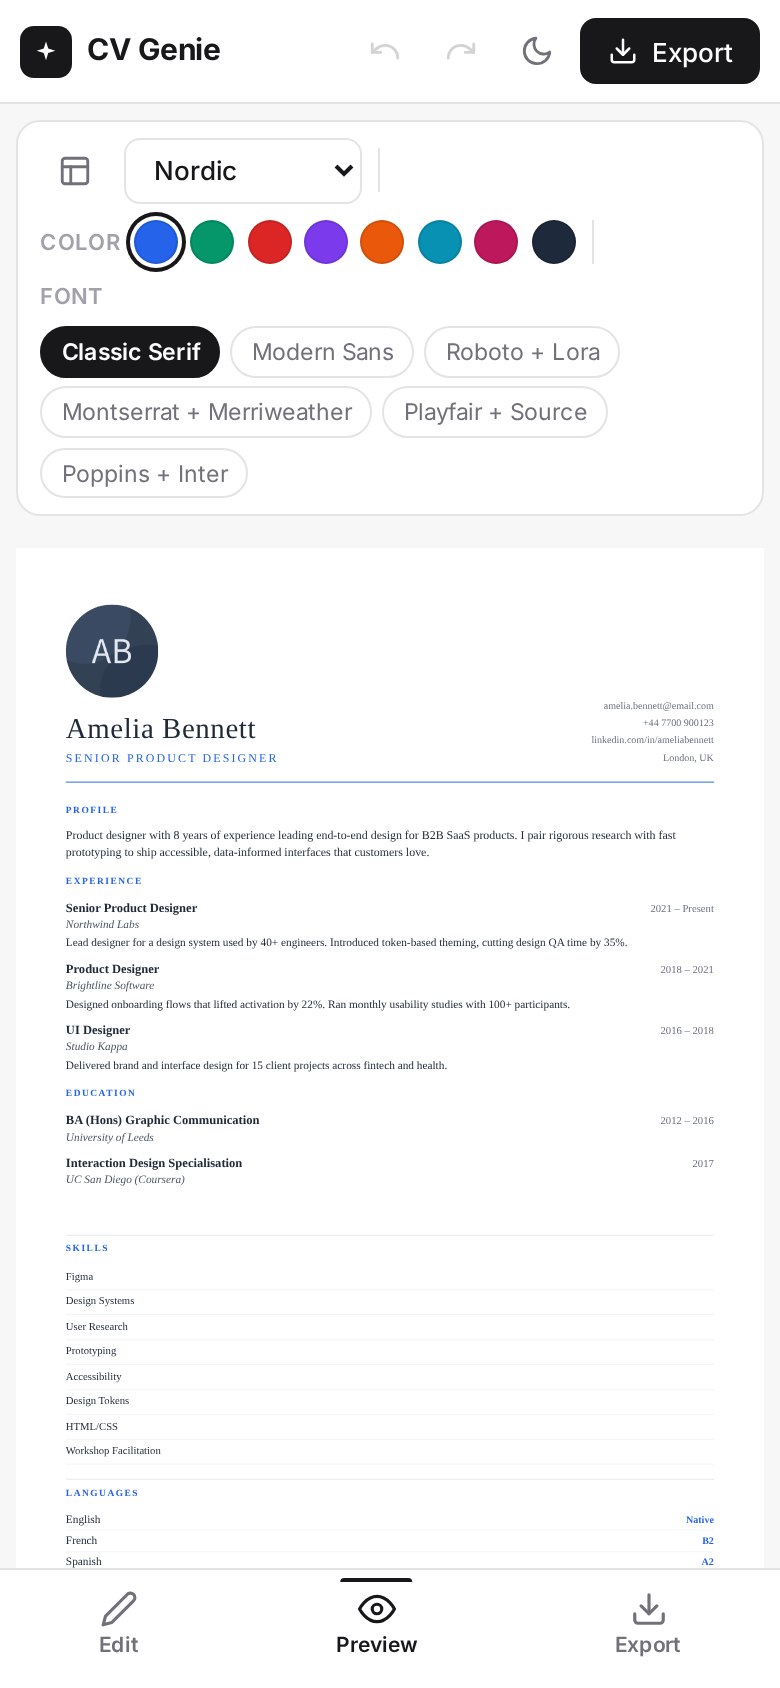 CV Genie
Export
Nordic
COLOR
FONT
Classic Serif
Modern Sans
Roboto + Lora
Montserrat + Merriweather
Playfair + Source
Poppins + Inter
AB
amelia.bennett@email.com
+44 7700 900123
linkedin.com/in/ameliabennett
London, UK
Amelia Bennett
SENIOR PRODUCT DESIGNER
PROFILE
Product designer with 8 years of experience leading end-to-end design for B2B SaaS products. I pair rigorous research with fast
prototyping to ship accessible, data-informed interfaces that customers love.
EXPERIENCE
Senior Product Designer 2021 – Present
Northwind Labs
Lead designer for a design system used by 40+ engineers. Introduced token-based theming, cutting design QA time by 35%.
Product Designer 2018 – 2021
Brightline Software
Designed onboarding flows that lifted activation by 22%. Ran monthly usability studies with 100+ participants.
UI Designer 2016 – 2018
Studio Kappa
Delivered brand and interface design for 15 client projects across fintech and health.
EDUCATION
BA (Hons) Graphic Communication 2012 – 2016
University of Leeds
Interaction Design Specialisation 2017
UC San Diego (Coursera)
SKILLS
Figma
Design Systems
User Research
Prototyping
Accessibility
Design Tokens
HTML/CSS
Workshop Facilitation
LANGUAGES
English Native
French B2
Spanish A2
Edit
Preview
Export